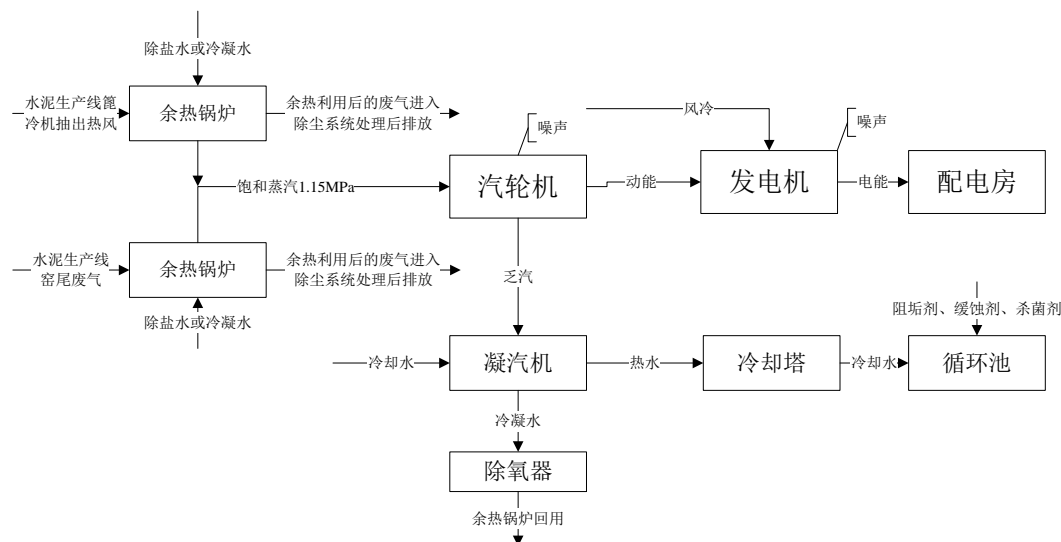 除盐水或冷凝水
水泥生产线篦
冷机抽出热风
余热锅炉
余热利用后的废气进入
除尘系统处理后排放
噪声
风冷
噪声
饱和蒸汽1.15MPa
汽轮机
动能
发电机
电能
配电房
水泥生产线
窑尾废气
余热锅炉
余热利用后的废气进入
除尘系统处理后排放
乏汽
除盐水或冷凝水
阻垢剂、缓蚀剂、杀菌剂
冷却水
凝汽机
热水
冷却塔
冷却水
循环池
冷凝水
除氧器
余热锅炉回用